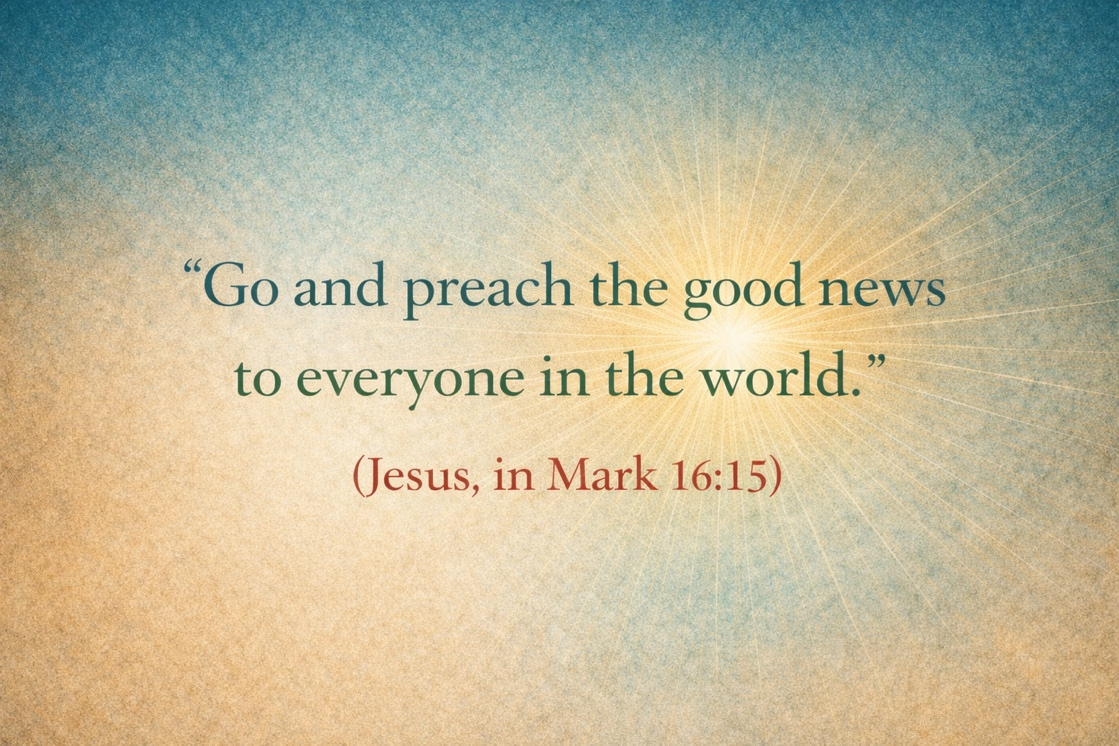 “Go and preach the good news
to everyone in the world.”
(Jesus, in Mark 16:15)